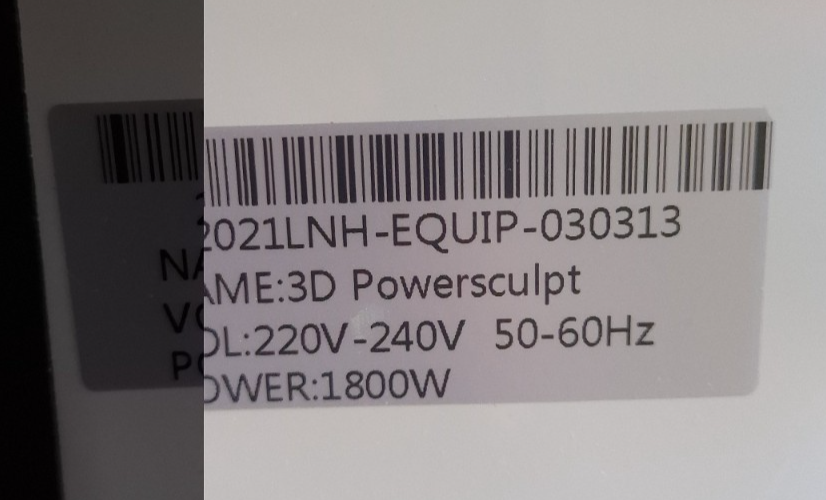 2021LNH-EQUIP-030313
NAME:3D Powersculpt
VOL:220V-240V 50-60Hz
POWER:1800W